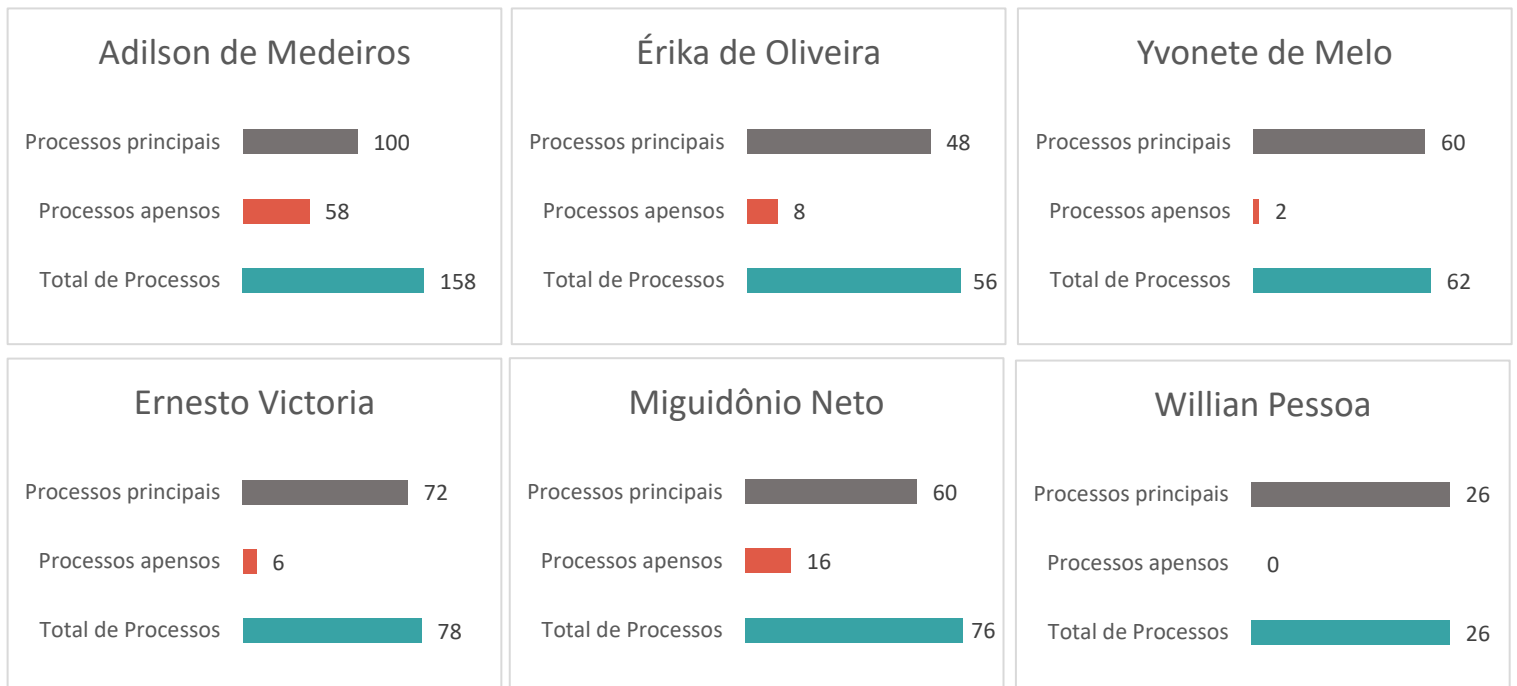 Adilson de Medeiros
Processos principais 100
Processos apensos 58
Total de Processos 158
Érika de Oliveira
Processos principais 48
Processos apensos 8
Total de Processos 56
Yvonete de Melo
Processos principais 60
Processos apensos 2
Total de Processos 62
Ernesto Victoria
Processos principais 72
Processos apensos 6
Total de Processos 78
Miguidônio Neto
Processos principais 60
Processos apensos 16
Total de Processos 76
Willian Pessoa
Processos principais 26
Processos apensos 0
Total de Processos 26